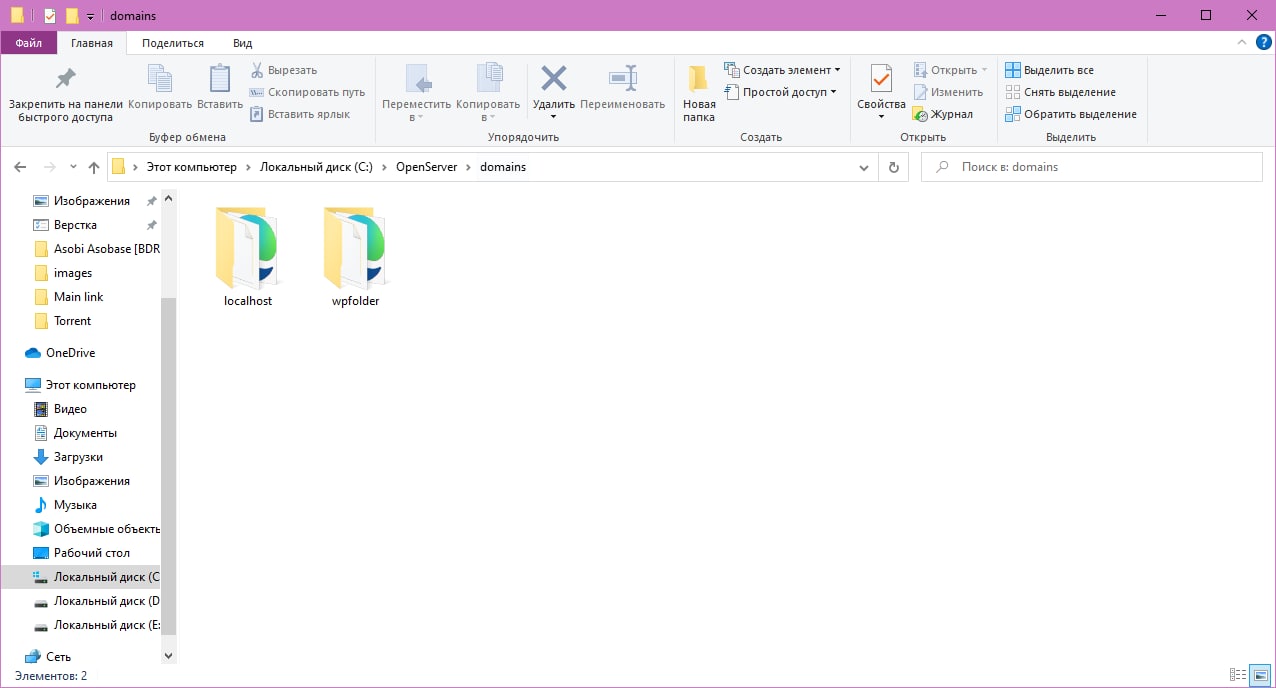 domains
Файл Главная Поделиться Вид
Закрепить на панели
быстрого доступа
Копировать
Вставить
Вырезать
Скопировать путь
Вставить ярлык
Буфер обмена
Переместить
в
Копировать
в
Удалить
Переименовать
Упорядочить
Новая
папка
Создать элемент
Простой доступ
Создать
Свойства
Открыть
Изменить
Журнал
Открыть
Выделить все
Снять выделение
Обратить выделение
Выделить
Этот компьютер > Локальный диск (C:) > OpenServer > domains
Поиск в: domains
Изображения
Верстка
Asobi Asobase [BDR
images
Main link
Torrent
OneDrive
Этот компьютер
Видео
Документы
Загрузки
Изображения
Музыка
Объемные объекты
Рабочий стол
Локальный диск (C
Локальный диск (D
Локальный диск (E:
Сеть
localhost
wpfolder
Элементов: 2